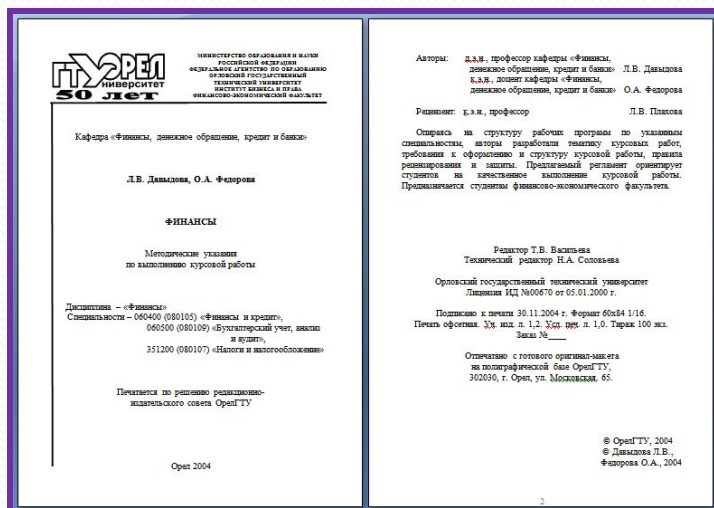 ГТУ ОРЕЛ
УНИВЕРСИТЕТ
50 лет
МИНИСТЕРСТВО ОБРАЗОВАНИЯ И НАУКИ
РОССИЙСКОЙ ФЕДЕРАЦИИ
ФЕДЕРАЛЬНОЕ АГЕНТСТВО ПО ОБРАЗОВАНИЮ
ОРЛОВСКИЙ ГОСУДАРСТВЕННЫЙ
ТЕХНИЧЕСКИЙ УНИВЕРСИТЕТ
ИНСТИТУТ БИЗНЕСА И ПРАВА
ФИНАНСОВО-ЭКОНОМИЧЕСКИЙ ФАКУЛЬТЕТ
Кафедра «Финансы, денежное обращение, кредит и банки»
Л.В. Давыдова, О.А. Федорова
ФИНАНСЫ
Методические указания
по выполнению курсовой работы
Дисциплина – «Финансы»
Специальности – 060400 (080105) «Финансы и кредит»,
060500 (080109) «Бухгалтерский учет, анализ
и аудит»,
351200 (080107) «Налоги и налогообложение»
Печатается по решению редакционно-
издательского совета ОрелГТУ
Орел 2004
Авторы: д.э.н., профессор кафедры «Финансы,
денежное обращение, кредит и банки» Л.В. Давыдова
к.э.н., доцент кафедры «Финансы,
денежное обращение, кредит и банки» О.А. Федорова
Рецензент: к.э.н., профессор Л.В. Плахова
Опираясь на структуру рабочих программ по указанным
специальностям, авторы разработали тематику курсовых работ,
требования к оформлению и структуру курсовой работы, правила
рецензирования и защиты. Предлагаемый регламент ориентирует
студентов на качественное выполнение курсовой работы.
Предназначается студентам финансово-экономического факультета.
Редактор Т.В. Васильева
Технический редактор Н.А. Соловьева
Орловский государственный технический университет
Лицензия ИД №00670 от 05.01.2000 г.
Подписано к печати 30.11.2004 г. Формат 60x84 1/16.
Печать офсетная. Уч. изд. л. 1,2. Усл. печ. л. 1,0. Тираж 100 экз.
Заказ №____
Отпечатано с готового оригинал-макета
на полиграфической базе ОрелГТУ,
302030, г. Орел, ул. Московская. 65.
© ОрелГТУ, 2004
© Давыдова Л.В.,
Федорова О.А., 2004
2